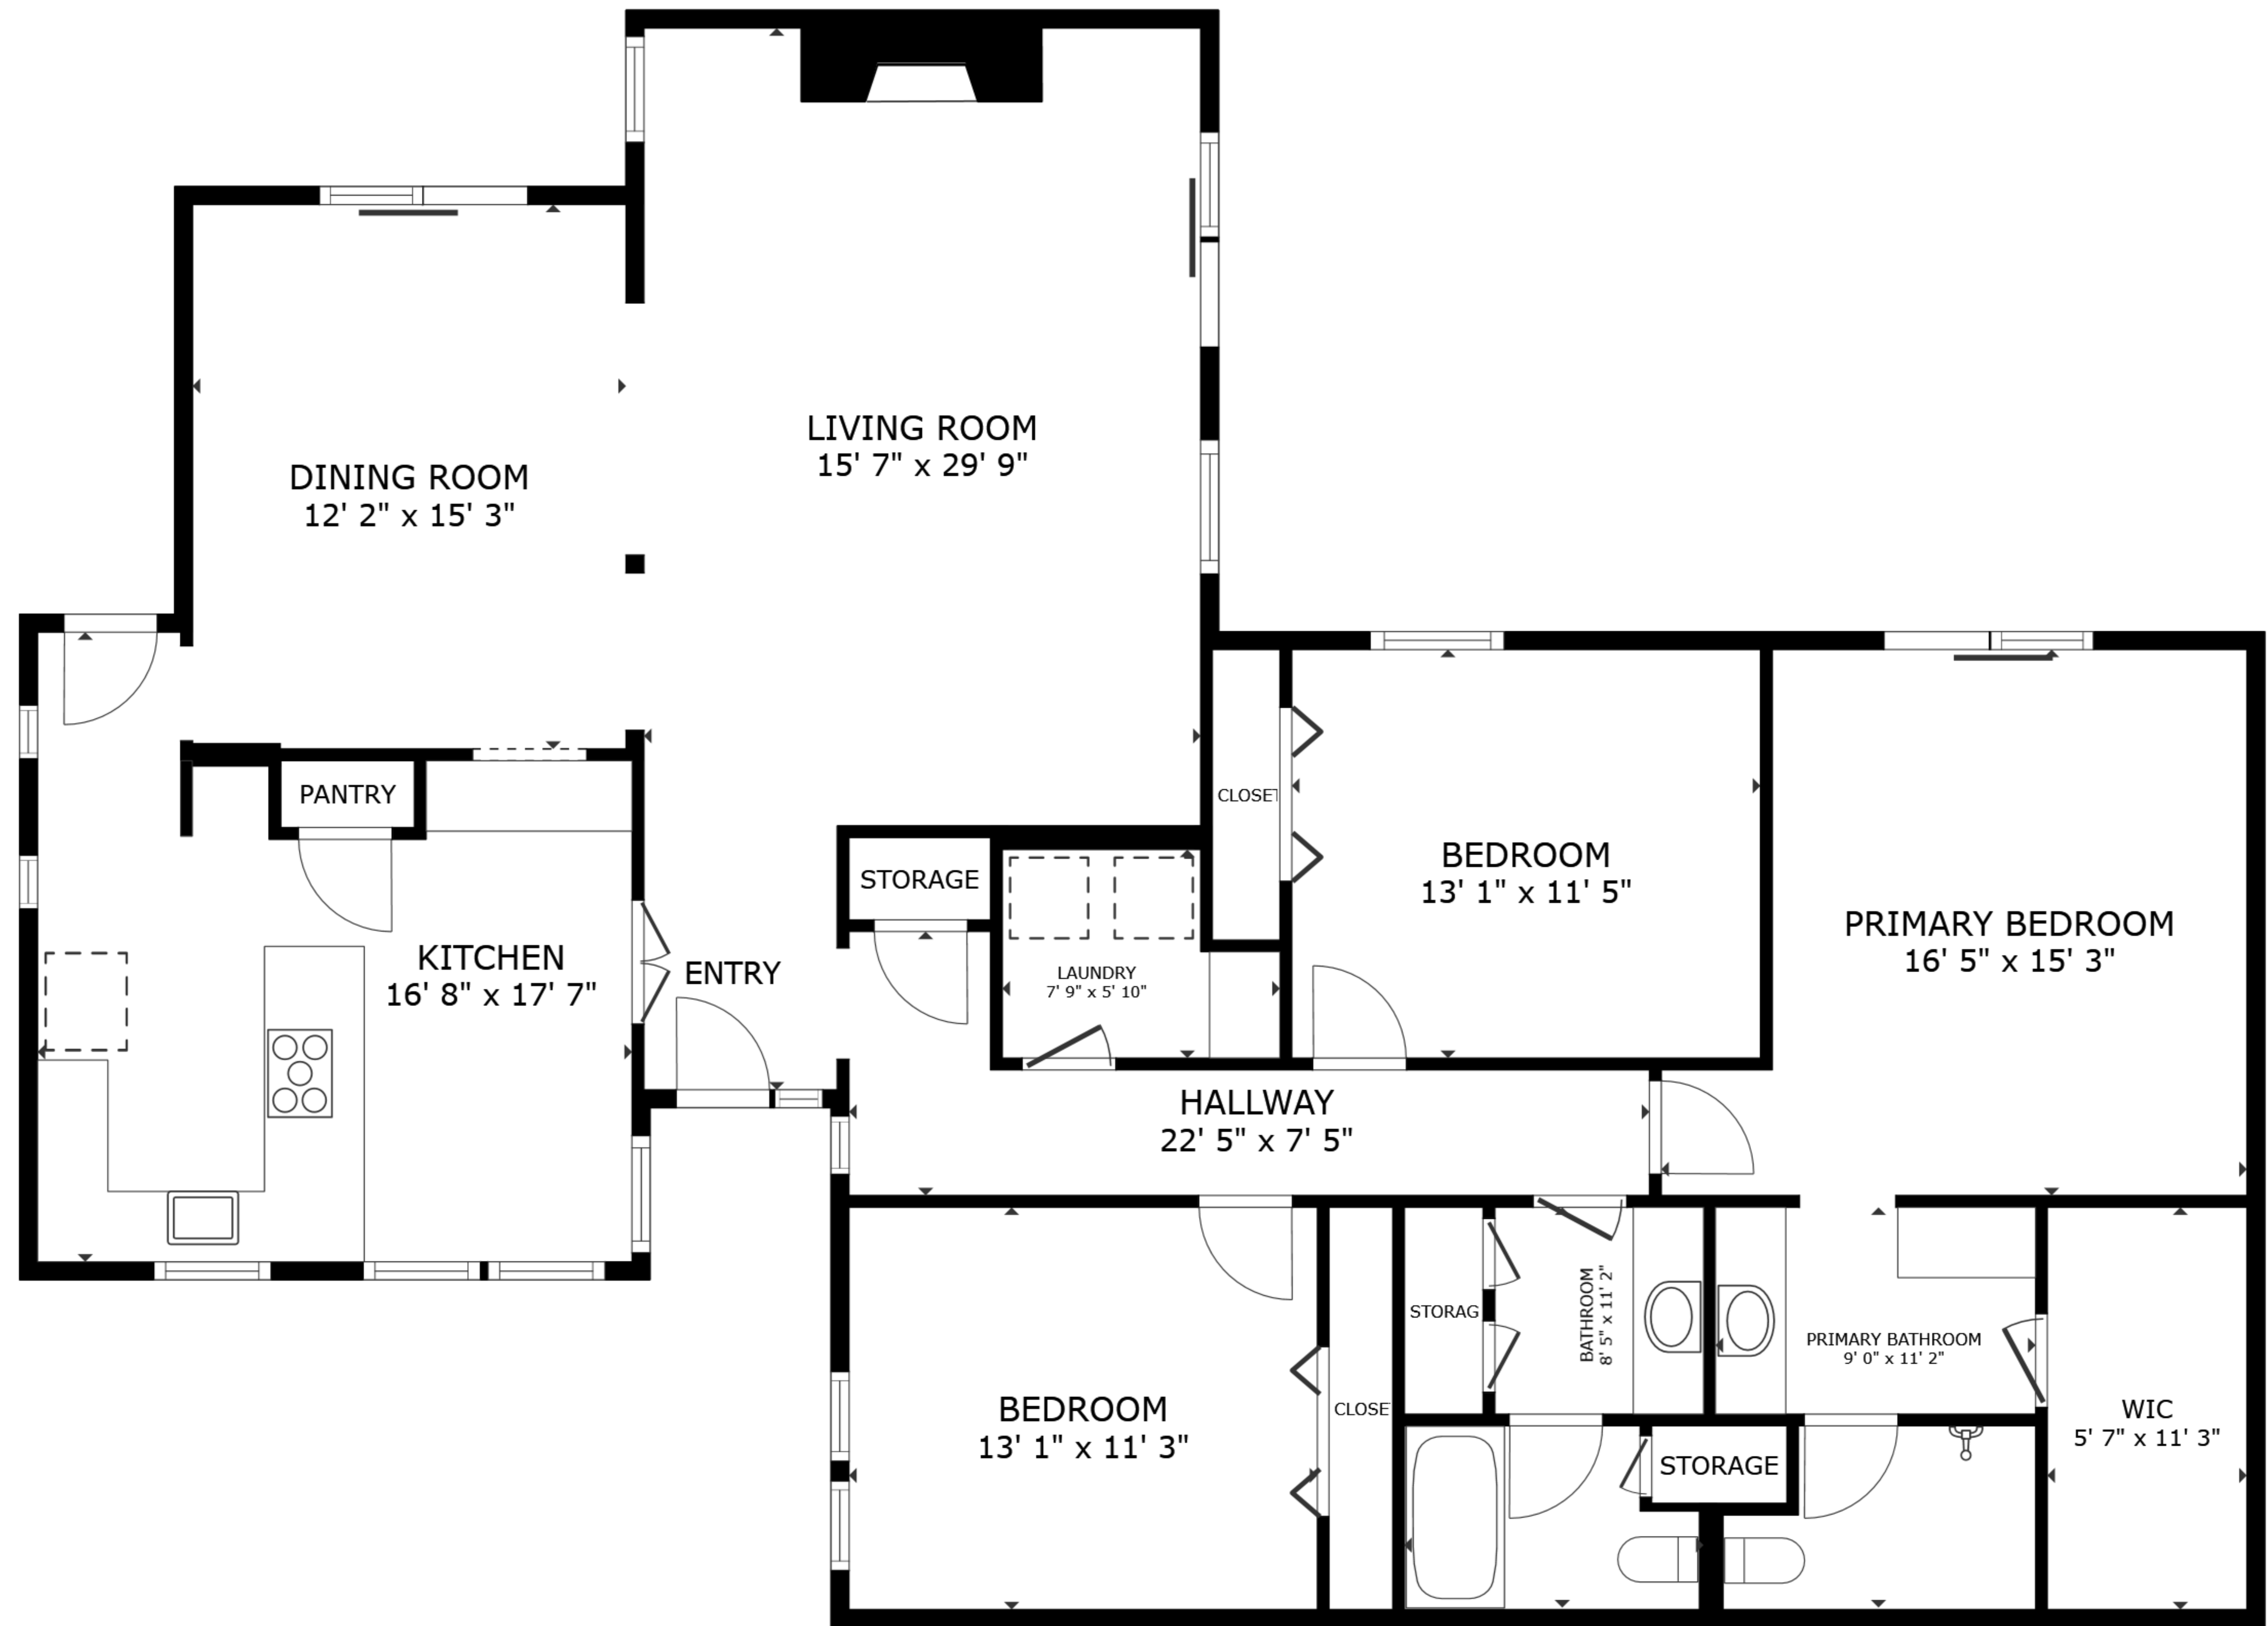 LIVING ROOM
15' 7" x 29' 9"
DINING ROOM
12' 2" x 15' 3"
PANTRY
KITCHEN
16' 8" x 17' 7"
ENTRY
STORAGE
LAUNDRY
7' 9" x 5' 10"
CLOSET
BEDROOM
13' 1" x 11' 5"
PRIMARY BEDROOM
16' 5" x 15' 3"
HALLWAY
22' 5" x 7' 5"
BEDROOM
13' 1" x 11' 3"
CLOSE
STORAG
BATHROOM
8' 5" x 11' 2"
PRIMARY BATHROOM
9' 0" x 11' 2"
STORAGE
WIC
5' 7" x 11' 3"